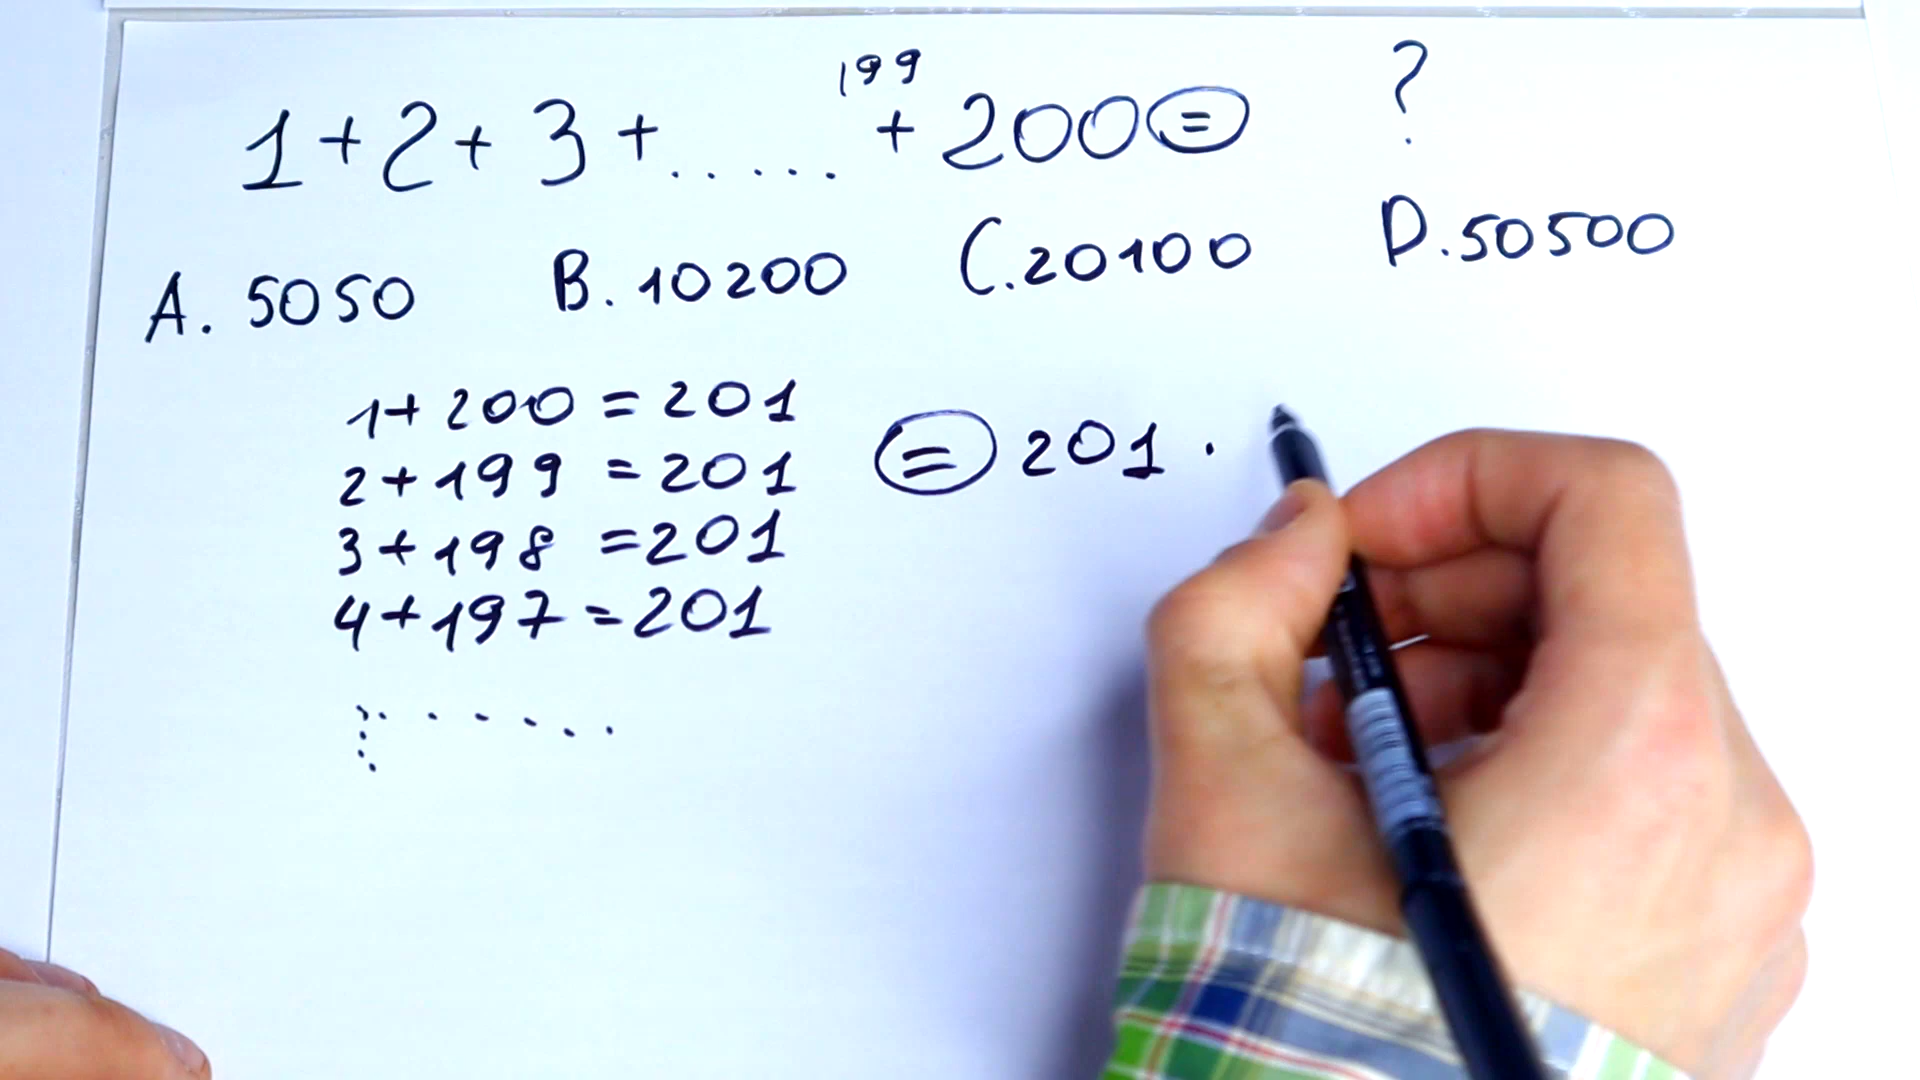 199
1 + 2 + 3 + ..... + 200 = ?
A. 5050 B. 10200 C. 20100 D. 50500
1 + 200 = 201
2 + 199 = 201 = 201 .
3 + 198 = 201
4 + 197 = 201
. . . . . .